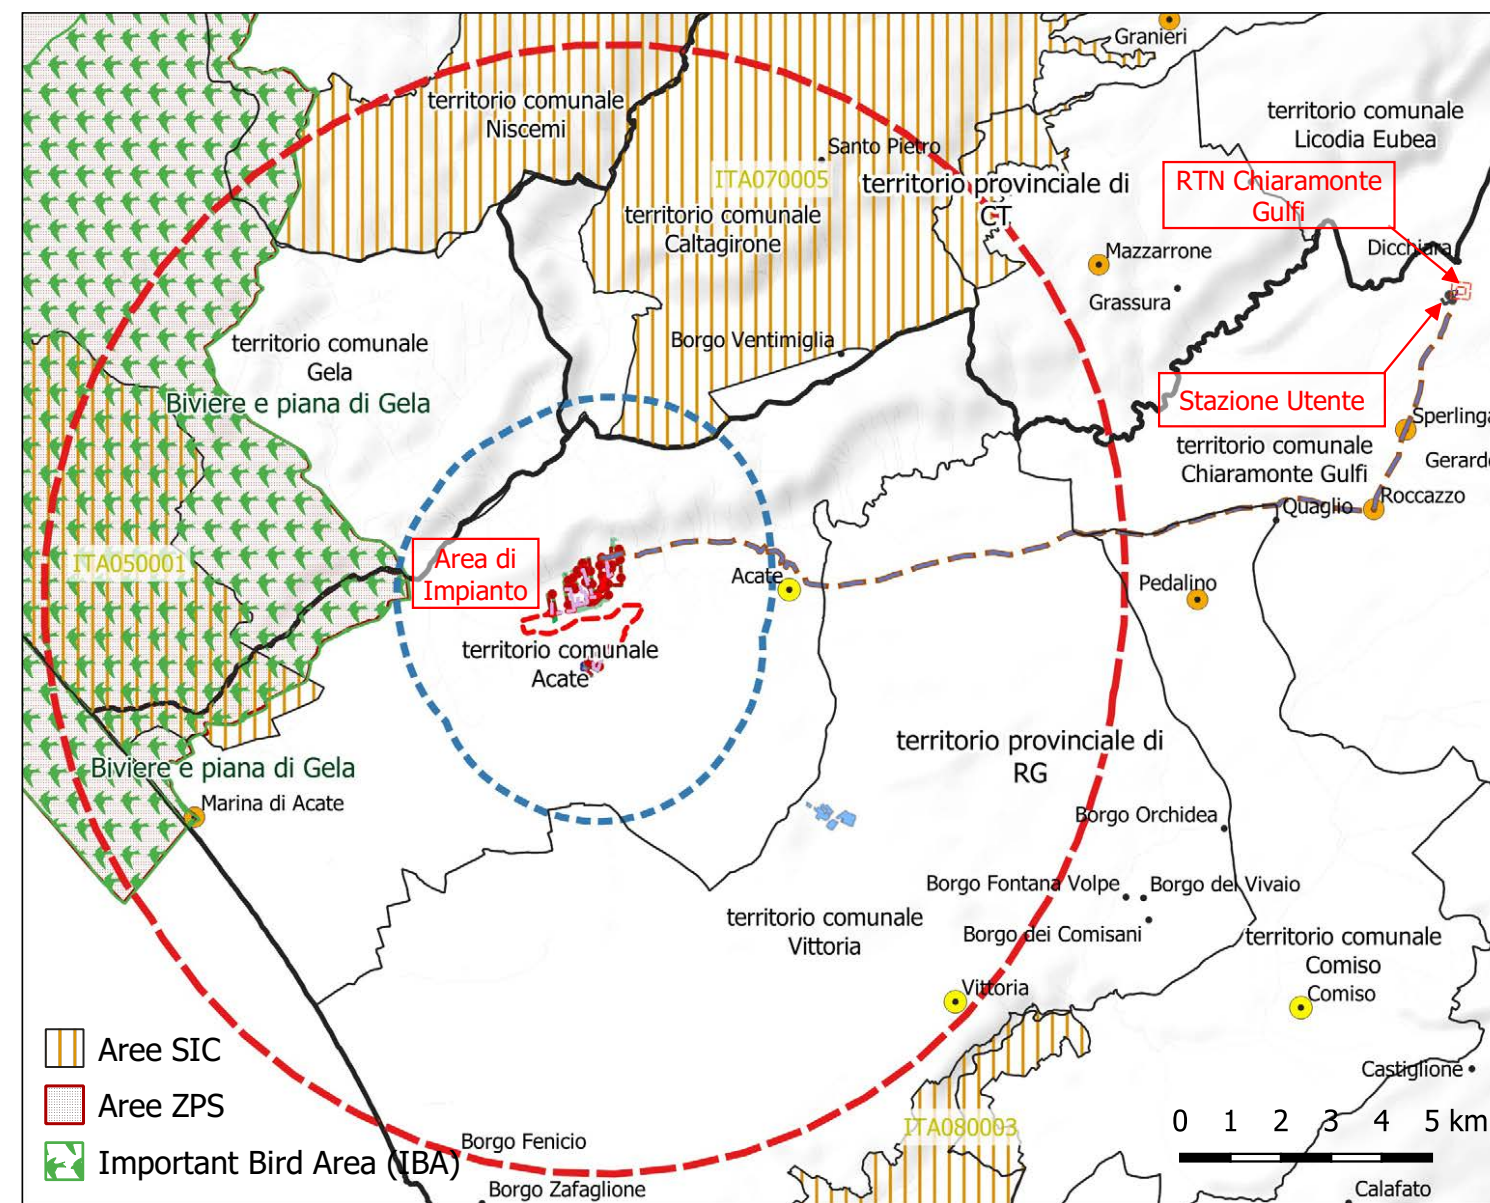 Granieri
territorio comunale
Niscemi
territorio comunale
Licodia Eubea
Santo Pietro
ITA070005
territorio provinciale di
CT
RTN Chiaramonte
Gulfi
territorio comunale
Caltagirone
Mazzarrone
Dicchiara
Grassura
territorio comunale
Gela
Borgo Ventimiglia
Biviere e piana di Gela
Stazione Utente
Sperlinga
territorio comunale
Chiaramonte Gulfi
Gerardo
Roccazzo
Quaglio
ITA050001
Area di
Impianto
Acate
Pedalino
territorio comunale
Acate
territorio provinciale di
RG
Biviere e piana di Gela
Marina di Acate
Borgo Orchidea
Borgo Fontana Volpe
Borgo del Vivaio
territorio comunale
Vittoria
Borgo dei Comisani
territorio comunale
Comiso
Vittoria
Comiso
Aree SIC
Castiglione
Aree ZPS
0 1 2 3 4 5 km
ITA080003
Borgo Fenicio
Important Bird Area (IBA)
Borgo Zafaglione
Calafato